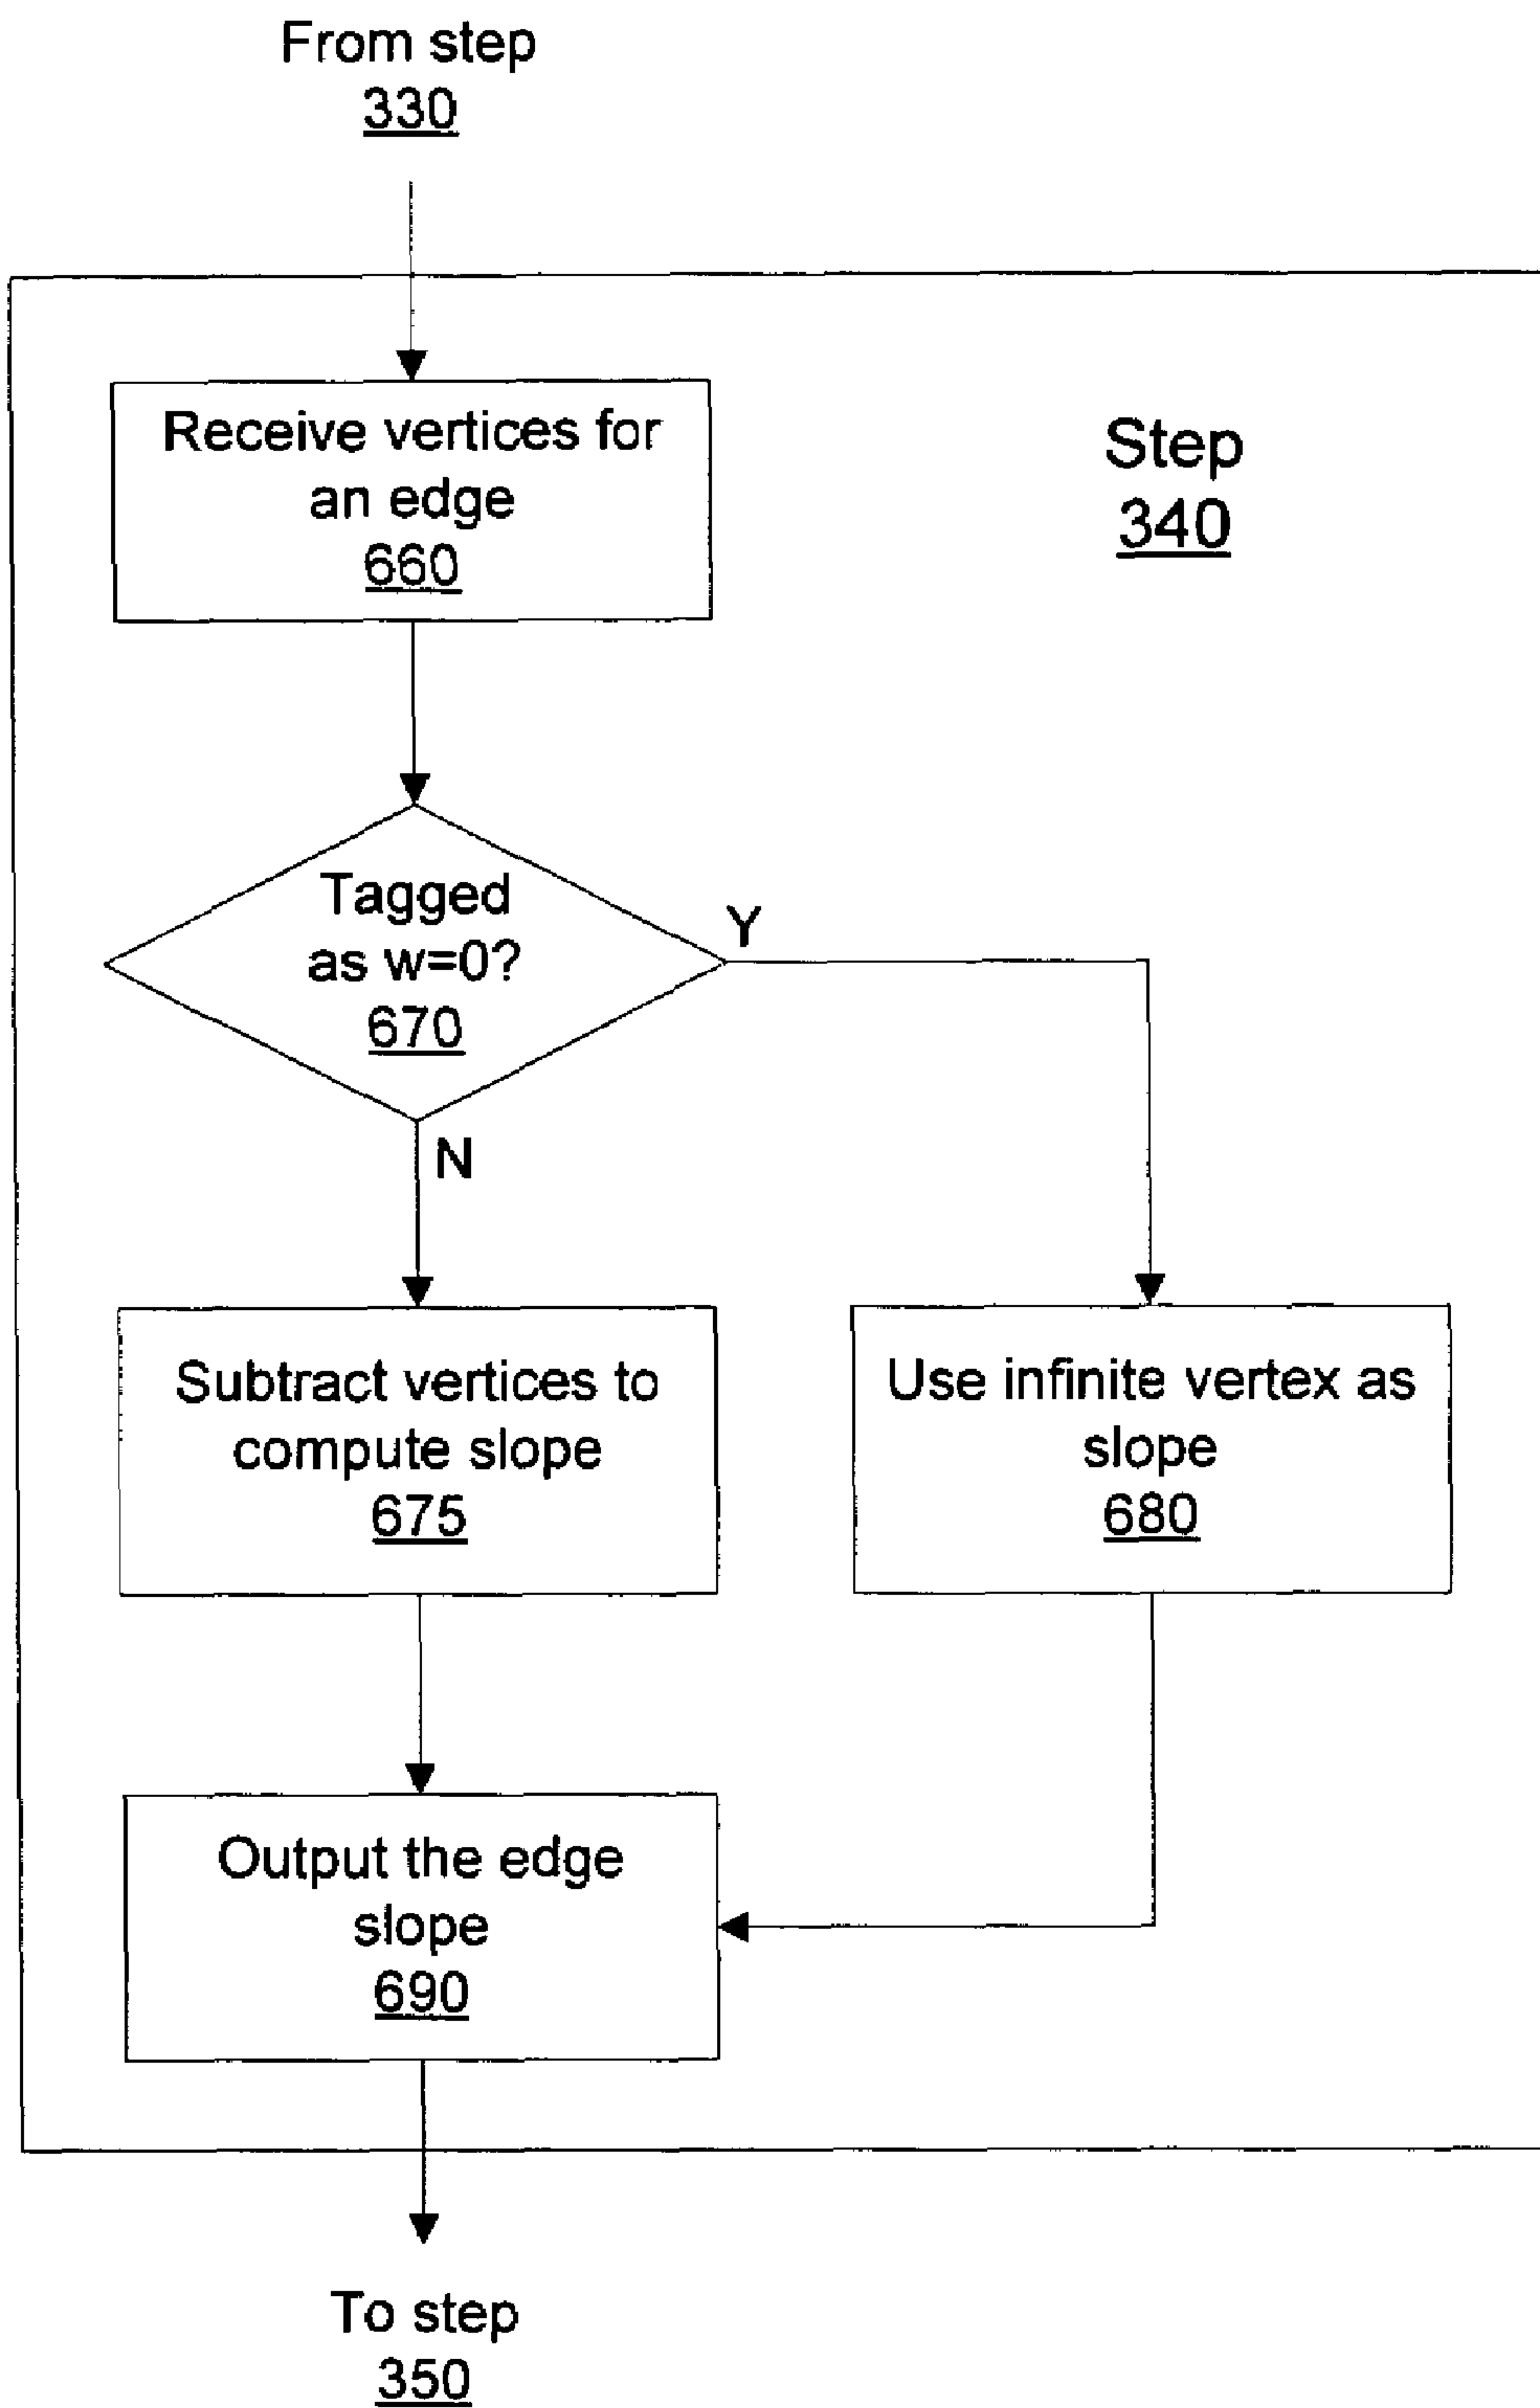 From step
330
Receive vertices for
an edge
660
Step
340
Tagged
as w=0?
670
Y
N
Subtract vertices to
compute slope
675
Use infinite vertex as
slope
680
Output the edge
slope
690
To step
350